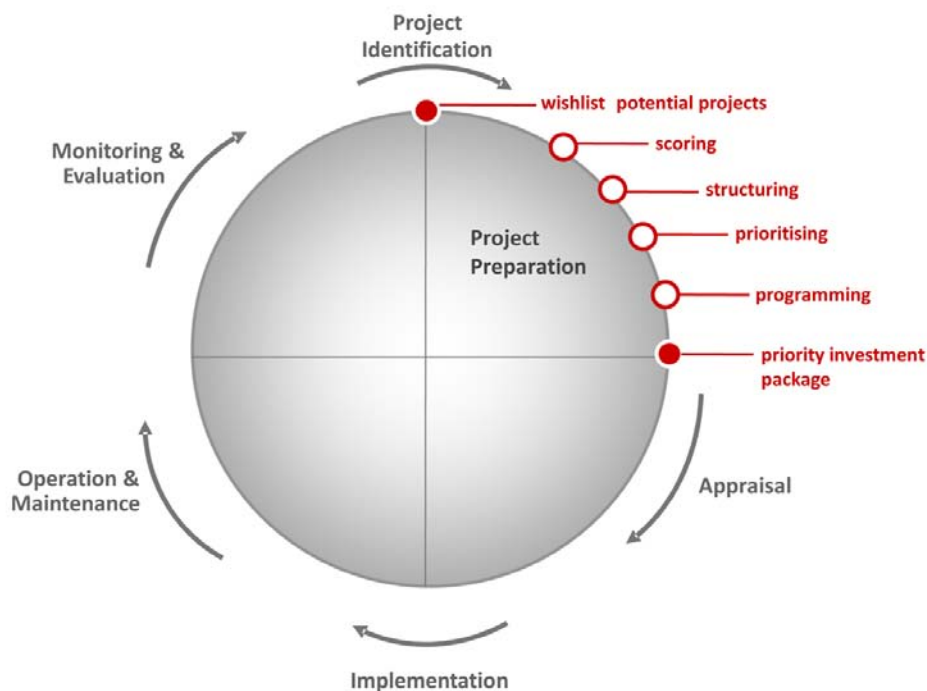 Project
Identification
wishlist potential projects
scoring
structuring
prioritising
programming
priority investment
package
Project
Preparation
Appraisal
Implementation
Operation &
Maintenance
Monitoring &
Evaluation